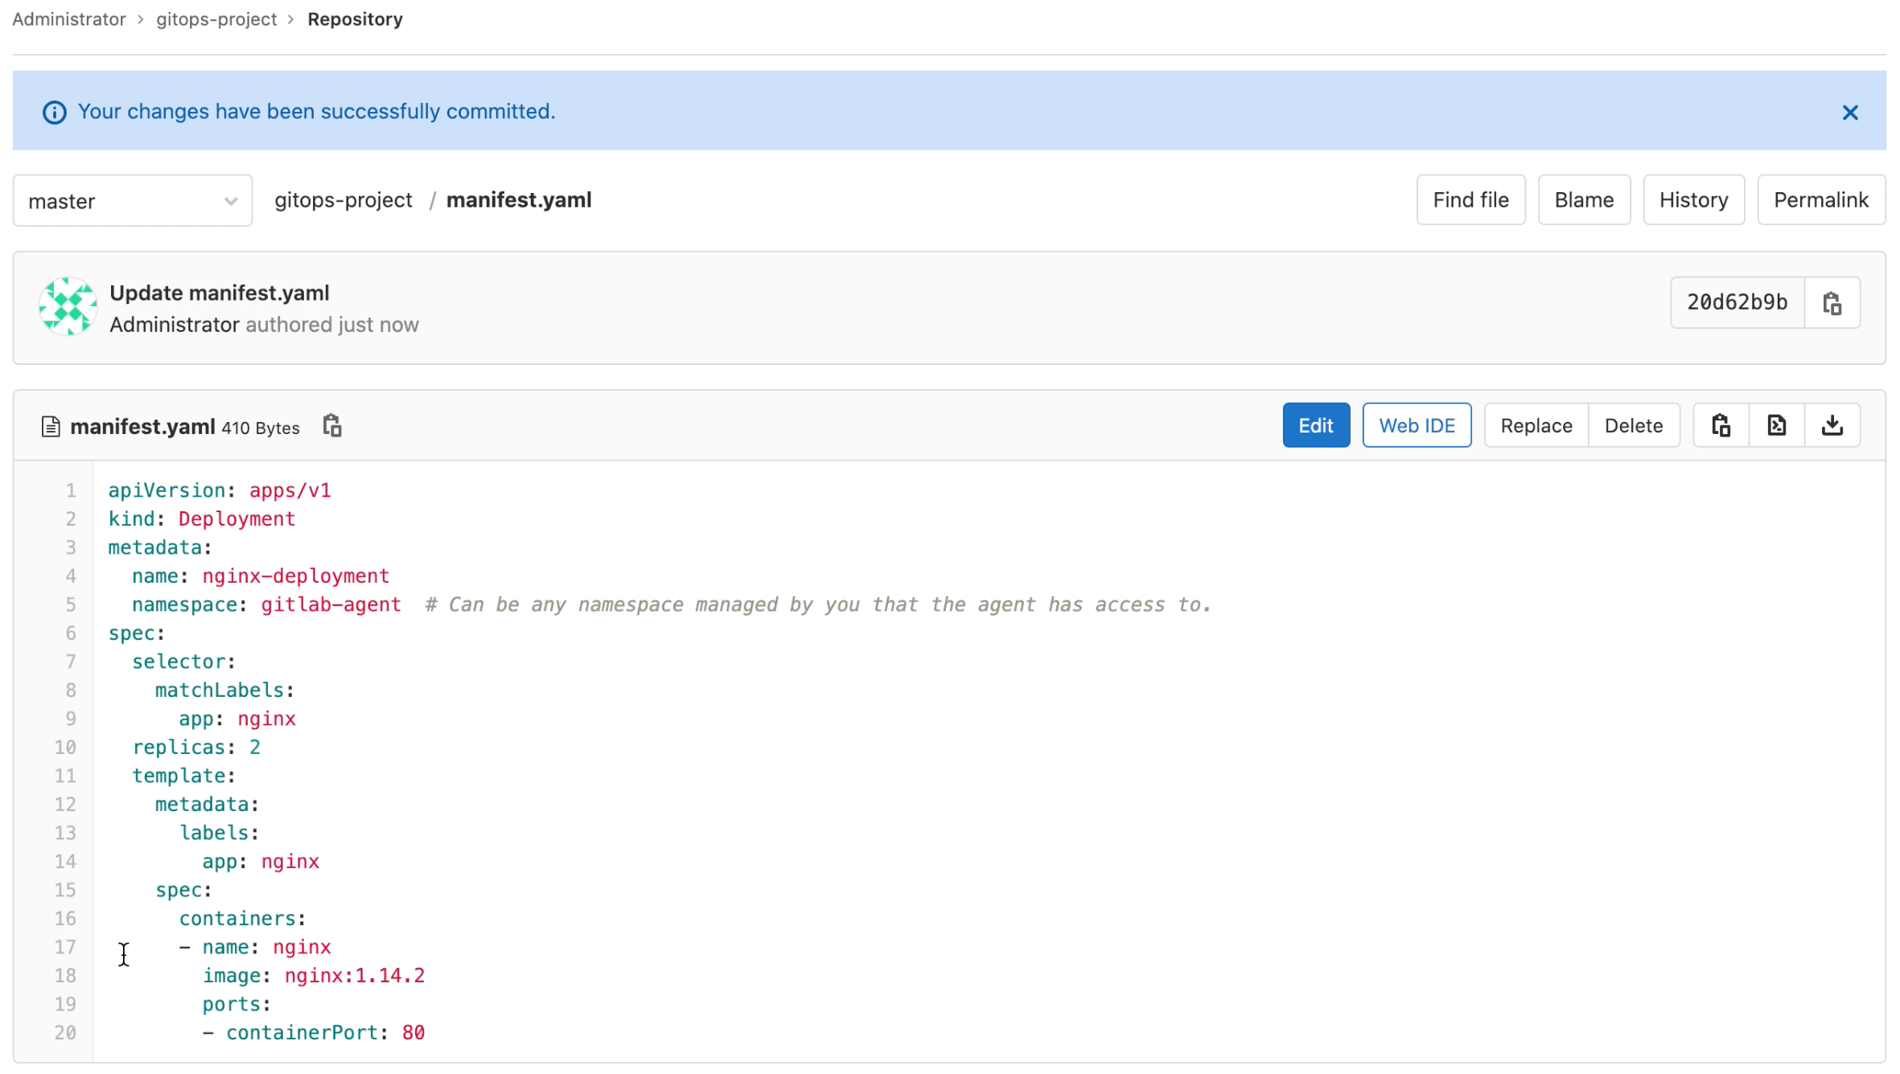 Administrator > gitops-project > Repository
Your changes have been successfully committed.
master gitops-project / manifest.yaml Find file Blame History Permalink
Update manifest.yaml
Administrator authored just now
20d62b9b
manifest.yaml 410 Bytes Edit Web IDE Replace Delete
1 apiVersion: apps/v1
2 kind: Deployment
3 metadata:
4   name: nginx-deployment
5   namespace: gitlab-agent  # Can be any namespace managed by you that the agent has access to.
6 spec:
7   selector:
8     matchLabels:
9       app: nginx
10   replicas: 2
11   template:
12     metadata:
13       labels:
14         app: nginx
15     spec:
16       containers:
17       - name: nginx
18         image: nginx:1.14.2
19         ports:
20         - containerPort: 80